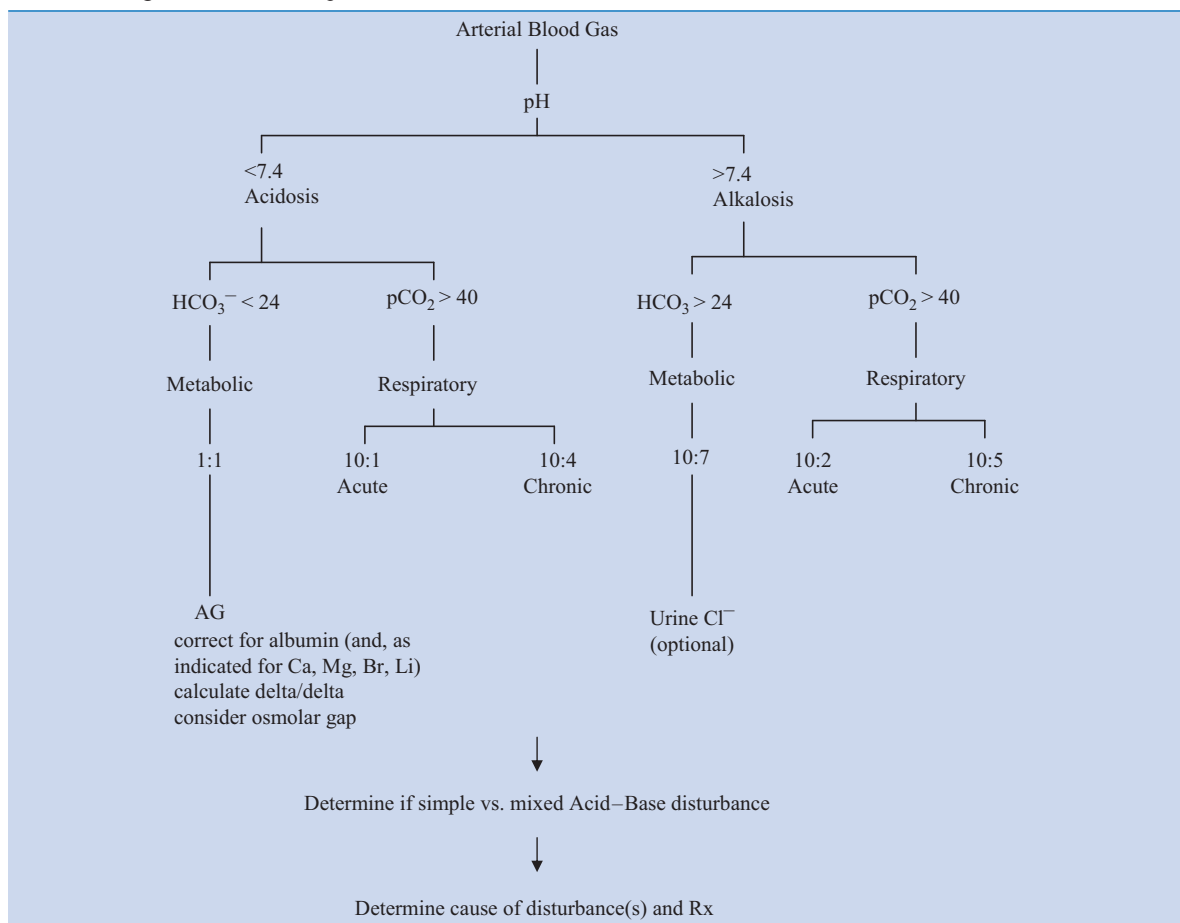 Arterial Blood Gas
pH
<7.4
Acidosis
>7.4
Alkalosis
HCO3− < 24
pCO2 > 40
HCO3 > 24
pCO2 > 40
Metabolic
Respiratory
Metabolic
Respiratory
1:1
10:1
Acute
10:4
Chronic
10:7
10:2
Acute
10:5
Chronic
AG
correct for albumin (and, as
indicated for Ca, Mg, Br, Li)
calculate delta/delta
consider osmolar gap
Urine Cl−
(optional)
Determine if simple vs. mixed Acid–Base disturbance
Determine cause of disturbance(s) and Rx